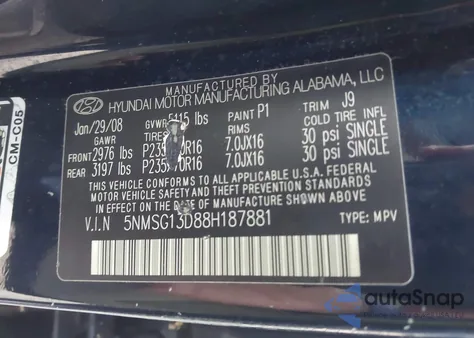 MANUFACTURED BY
HYUNDAI MOTOR MANUFACTURING ALABAMA, LLC
Jan/29/08 GVWR 5115 lbs PAINT P1 TRIM J9
GAWR TIRES RIMS COLD TIRE INFL
FRONT 2976 lbs 7.0JX16 30 psi SINGLE
REAR 3197 lbs 7.0JX16 30 psi SINGLE
THIS VEHICLE CONFORMS TO ALL APPLICABLE U.S.A. FEDERAL
MOTOR VEHICLE SAFETY AND THEFT PREVENTION
STANDARDS IN EFFECT ON THE DATE OF MANUFACTURE SHOWN ABOVE
V.I.N 5NMSG13D88H187881 TYPE: MPV
CM-C05
autoSnap